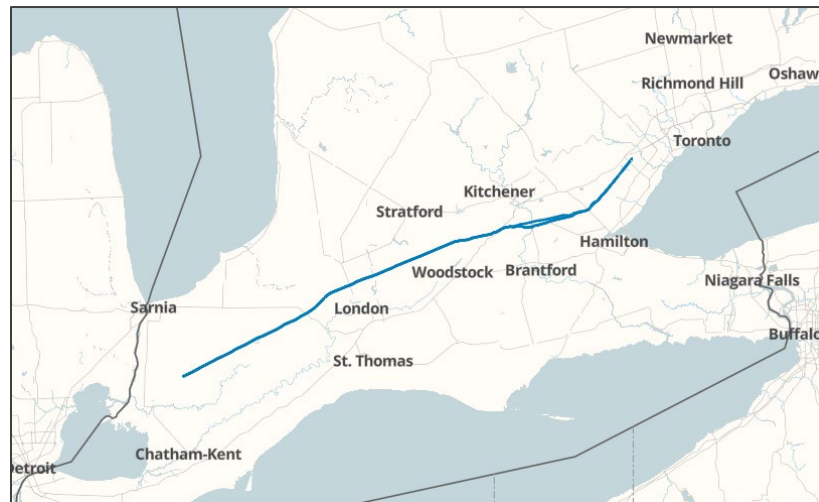 Newmarket
Richmond Hill
Oshaw
Toronto
Kitchener
Stratford
Hamilton
Woodstock
Brantford
Niagara Falls
Sarnia
London
Buffalo
St. Thomas
Chatham-Kent
Detroit